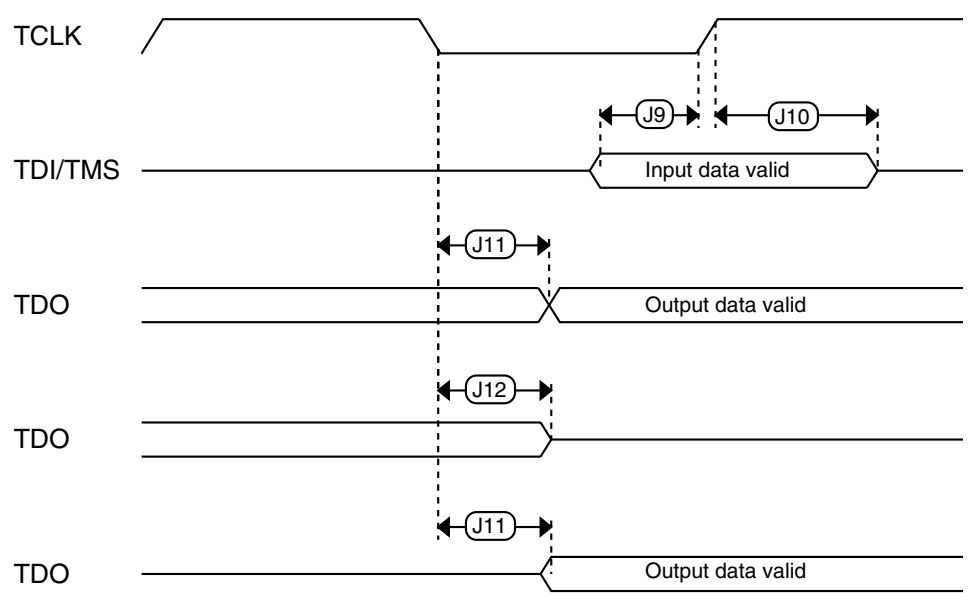 TCLK
J9
J10
TDI/TMS
Input data valid
J11
TDO
Output data valid
J12
TDO
J11
TDO
Output data valid